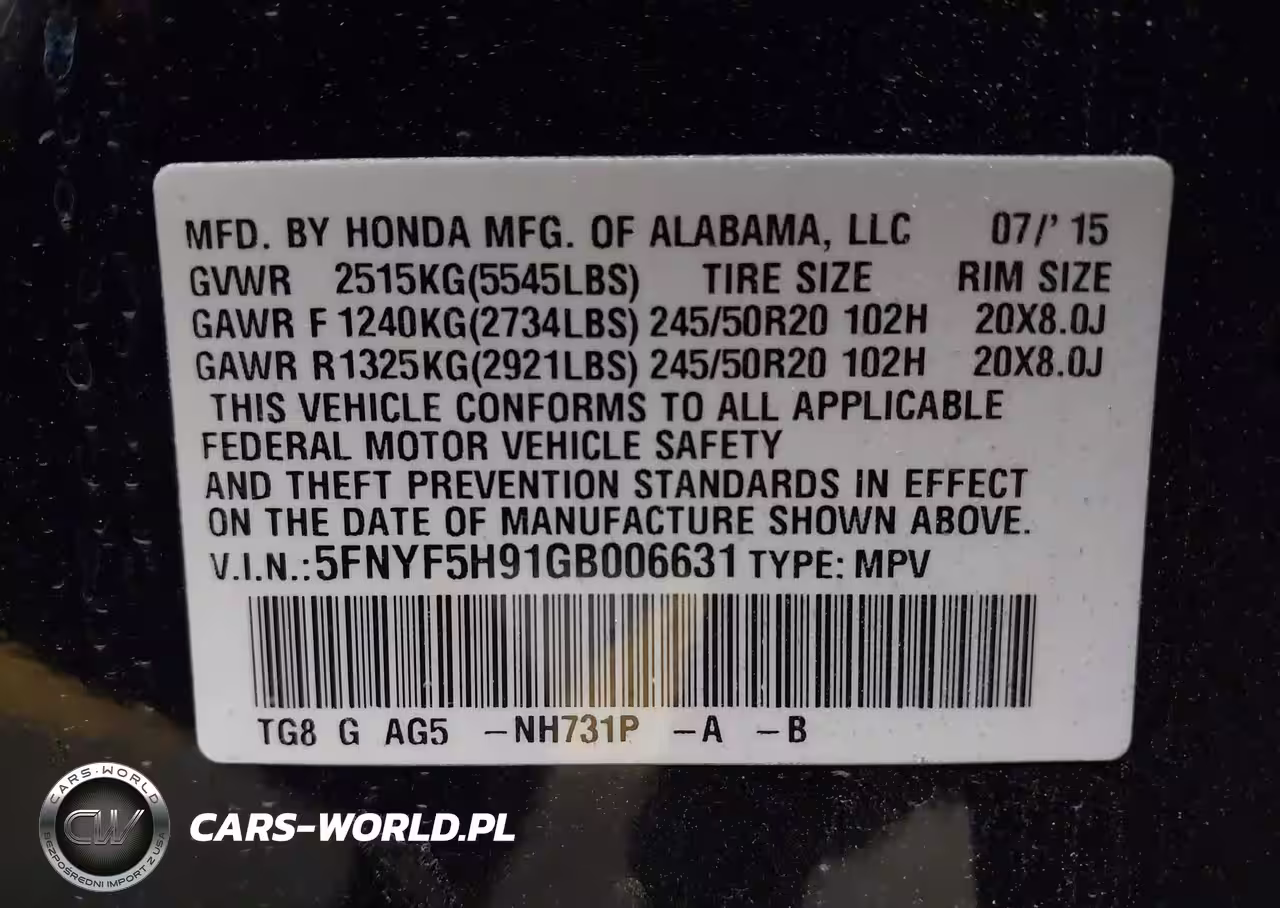 MFD. BY HONDA MFG. OF ALABAMA, LLC 07/' 15
GVWR 2515KG(5545LBS) TIRE SIZE RIM SIZE
GAWR F 1240KG(2734LBS) 245/50R20 102H 20X8.0J
GAWR R1325KG(2921LBS) 245/50R20 102H 20X8.0J
THIS VEHICLE CONFORMS TO ALL APPLICABLE
FEDERAL MOTOR VEHICLE SAFETY
AND THEFT PREVENTION STANDARDS IN EFFECT
ON THE DATE OF MANUFACTURE SHOWN ABOVE.
V.I.N.:5FNYF5H91GB006631 TYPE: MPV
TG8 G AG5 -NH731P -A -B
CARS-WORLD
CW
BEZPOŚREDNI IMPORT Z USA
CARS-WORLD.PL